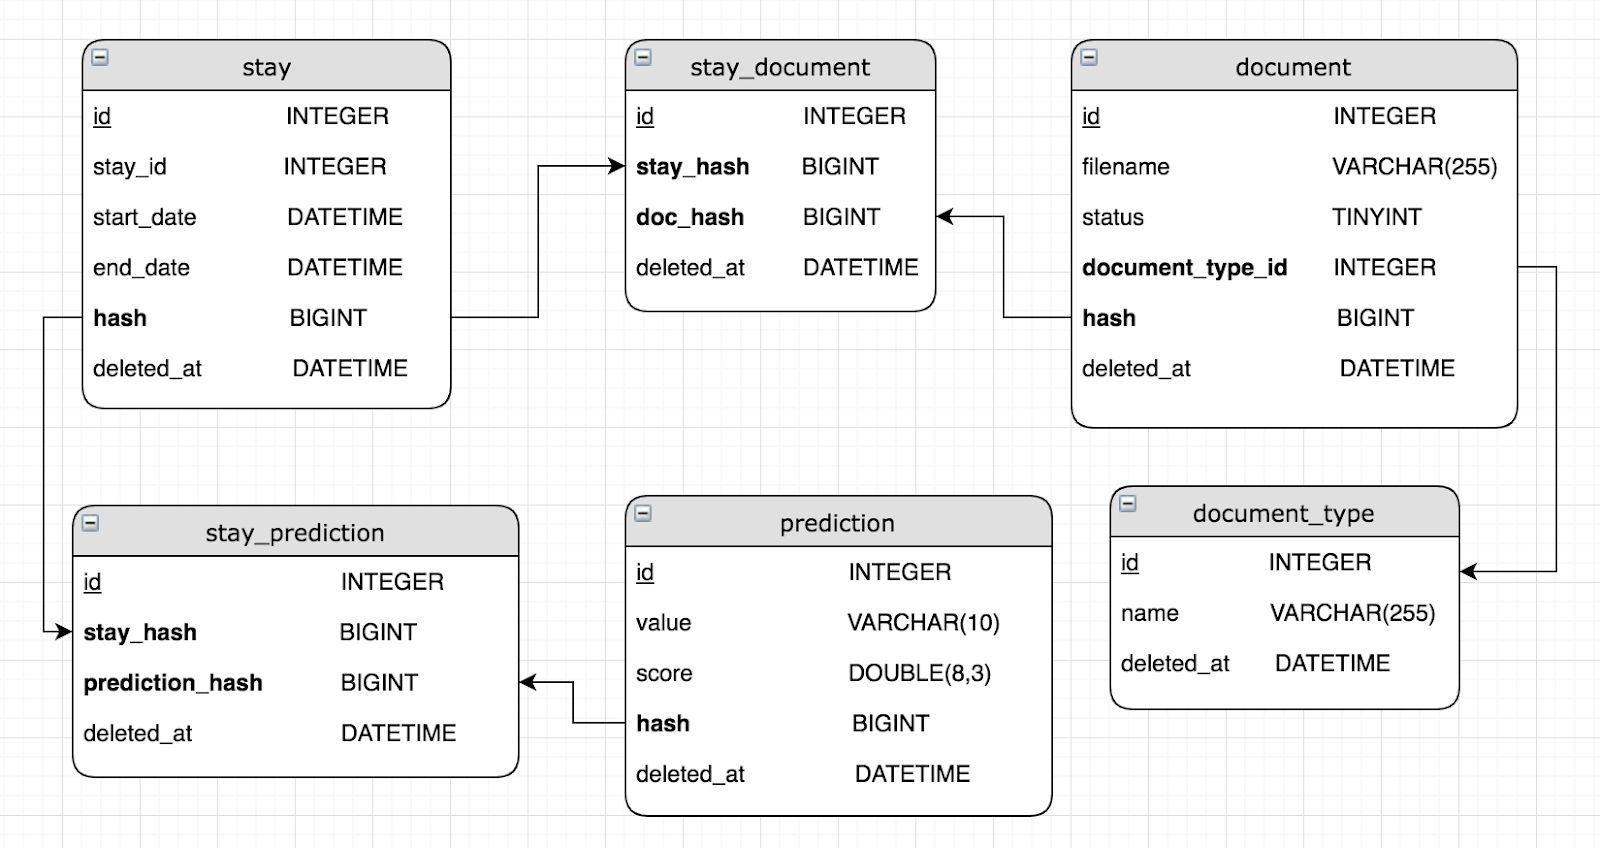 stay
id INTEGER
stay_id INTEGER
start_date DATETIME
end_date DATETIME
hash BIGINT
deleted_at DATETIME
stay_document
id INTEGER
stay_hash BIGINT
doc_hash BIGINT
deleted_at DATETIME
document
id INTEGER
filename VARCHAR(255)
status TINYINT
document_type_id INTEGER
hash BIGINT
deleted_at DATETIME
stay_prediction
id INTEGER
stay_hash BIGINT
prediction_hash BIGINT
deleted_at DATETIME
prediction
id INTEGER
value VARCHAR(10)
score DOUBLE(8,3)
hash BIGINT
deleted_at DATETIME
document_type
id INTEGER
name VARCHAR(255)
deleted_at DATETIME